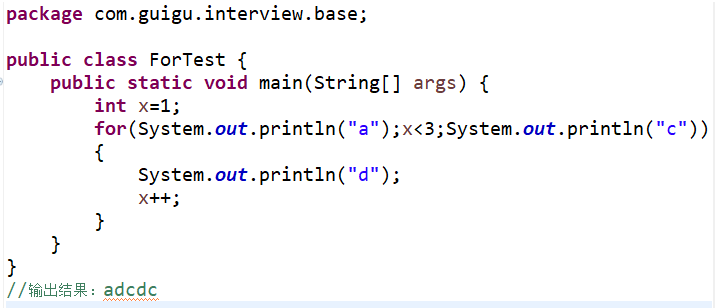 package com.guigu.interview.base;
public class ForTest {
public static void main(String[] args) {
int x=1;
for(System.out.println("a");x<3;System.out.println("c"))
{
System.out.println("d");
x++;
}
}
}
//输出结果：adcdc